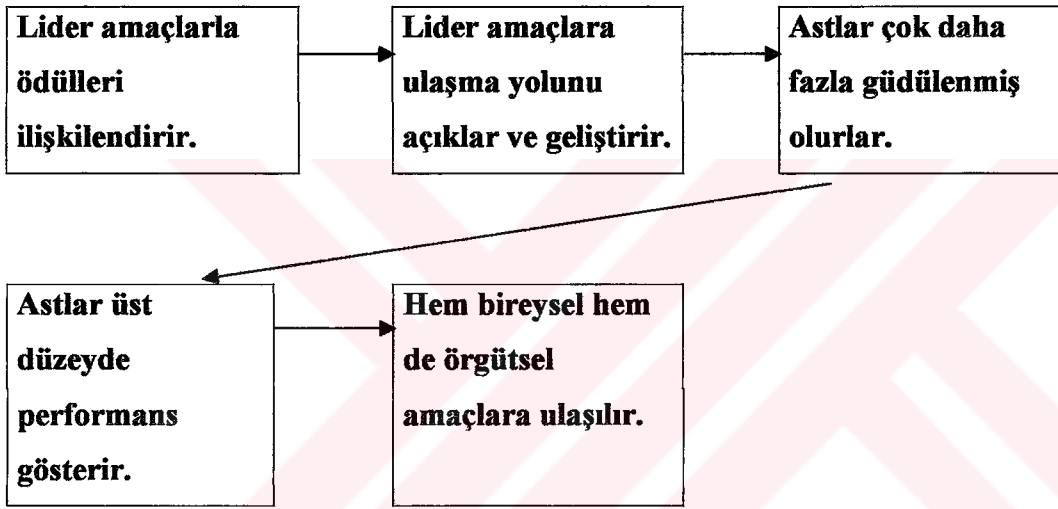 Lider amaçlarla
ödülleri
ilişkilendirir.
Lider amaçlara
ulaşma yolunu
açıklar ve geliştirir.
Astlar çok daha
fazla güdülenmiş
olurlar.
Astlar üst
düzeyde
performans
gösterir.
Hem bireysel hem
de örgütsel
amaçlara ulaşılır.